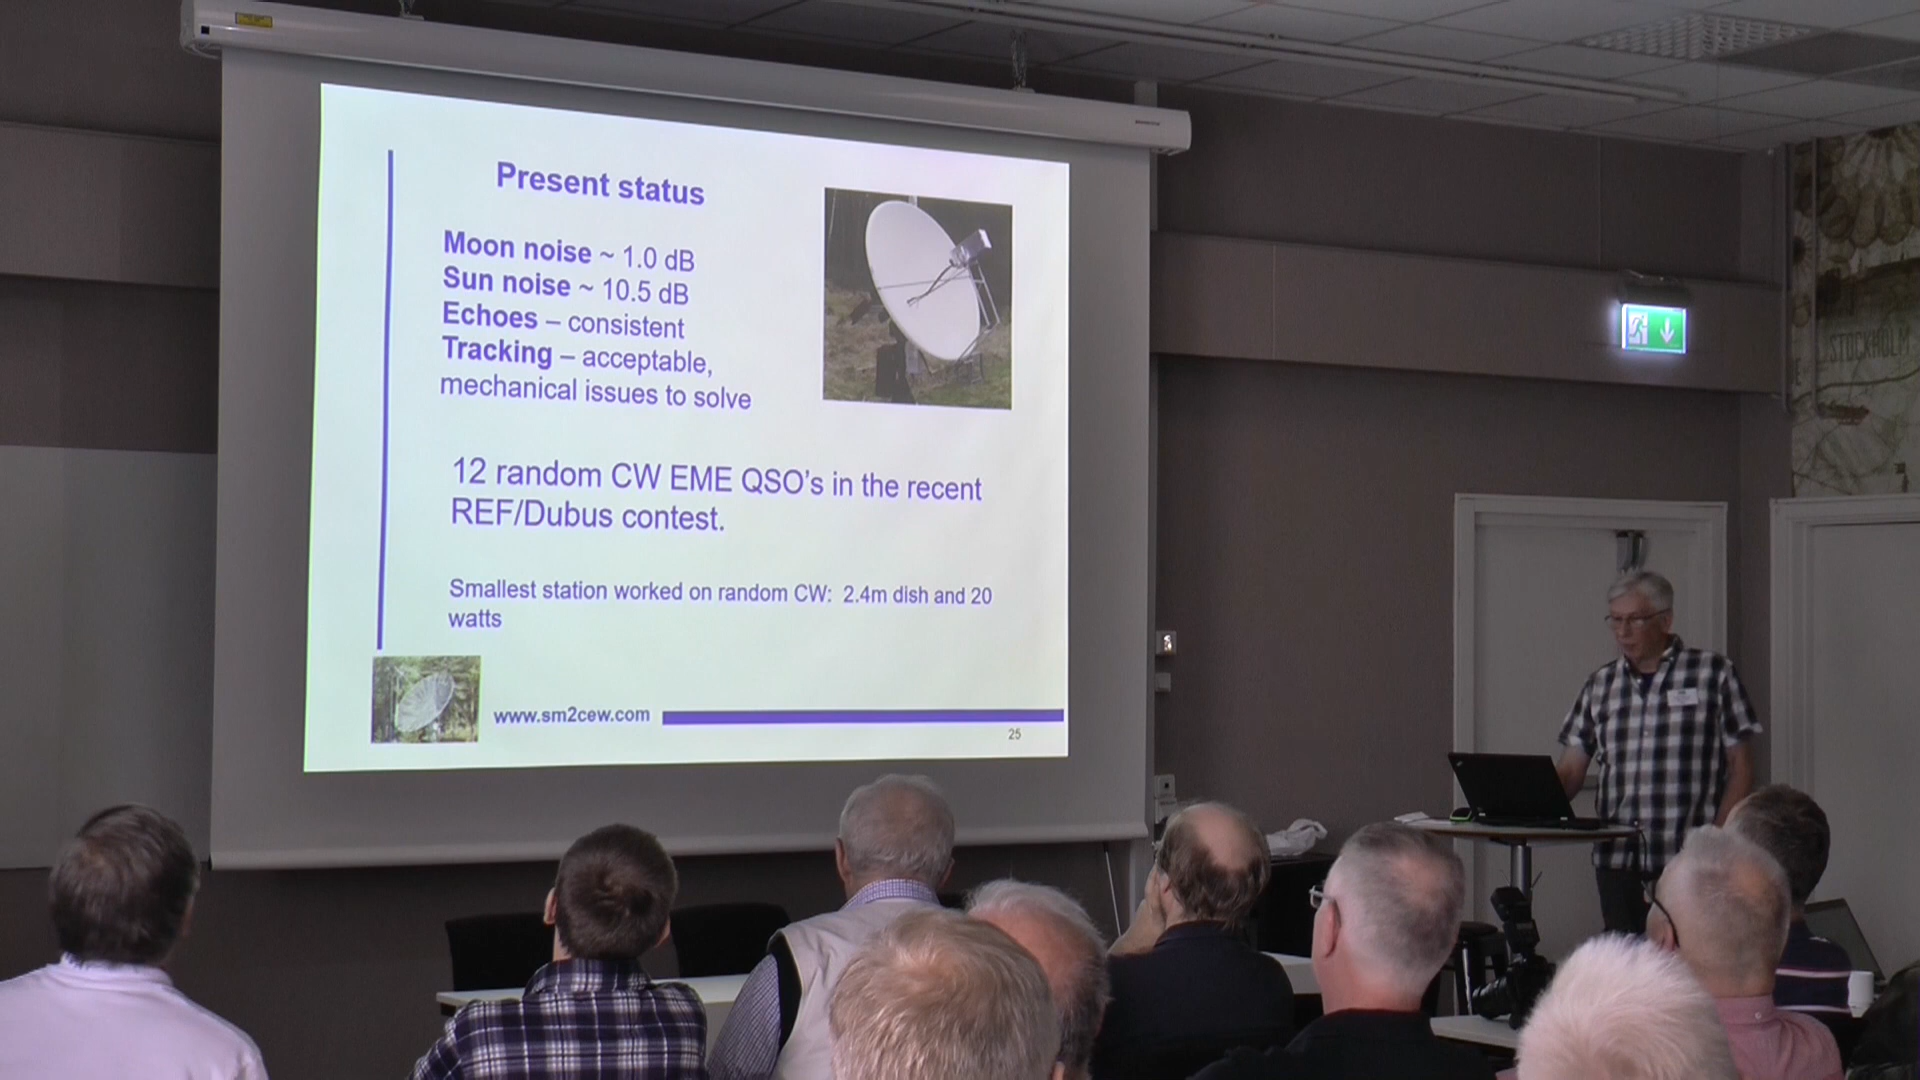 Present status
Moon noise ~ 1.0 dB
Sun noise ~ 10.5 dB
Echoes – consistent
Tracking – acceptable,
mechanical issues to solve
12 random CW EME QSO's in the recent
REF/Dubus contest.
Smallest station worked on random CW: 2.4m dish and 20
watts
www.sm2cew.com
25
STOCKHOLM